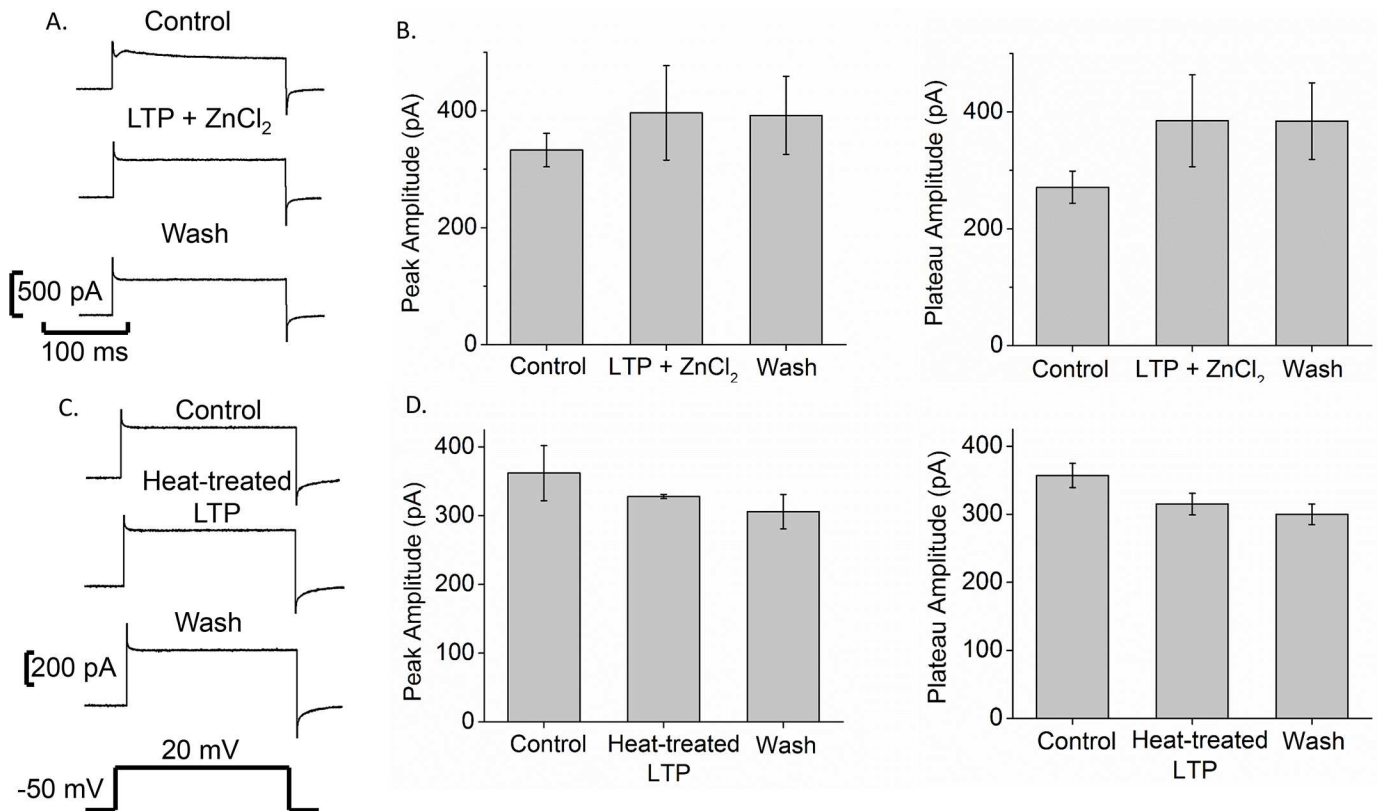 A.
Control
LTP + ZnCl₂
Wash
500 pA
100 ms
B.
Peak Amplitude (pA)
400
200
0
Control
LTP + ZnCl₂
Wash
Plateau Amplitude (pA)
400
200
0
Control
LTP + ZnCl₂
Wash
C.
Control
Heat-treated
LTP
Wash
200 pA
20 mV
-50 mV
D.
Peak Amplitude (pA)
400
300
200
100
0
Control
Heat-treated
LTP
Wash
Plateau Amplitude (pA)
400
300
200
100
0
Control
Heat-treated
LTP
Wash